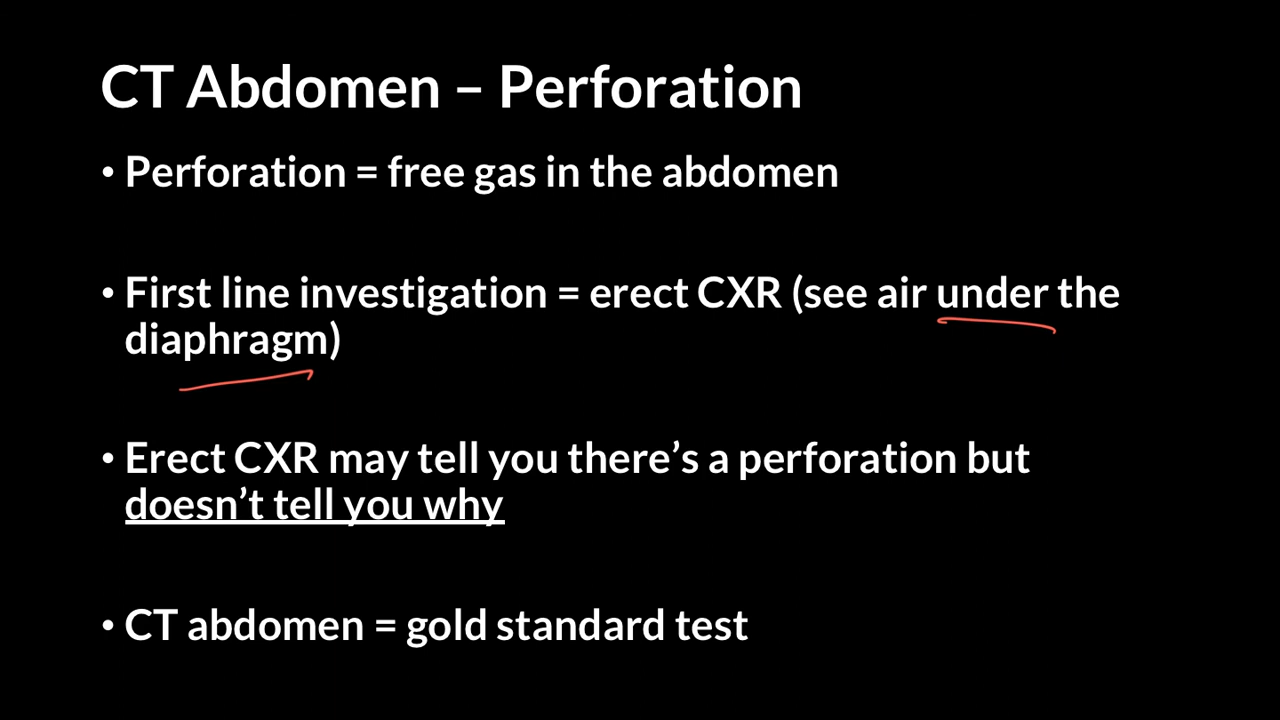 CT Abdomen – Perforation
• Perforation = free gas in the abdomen
• First line investigation = erect CXR (see air under the
diaphragm)
• Erect CXR may tell you there’s a perforation but
doesn’t tell you why
• CT abdomen = gold standard test